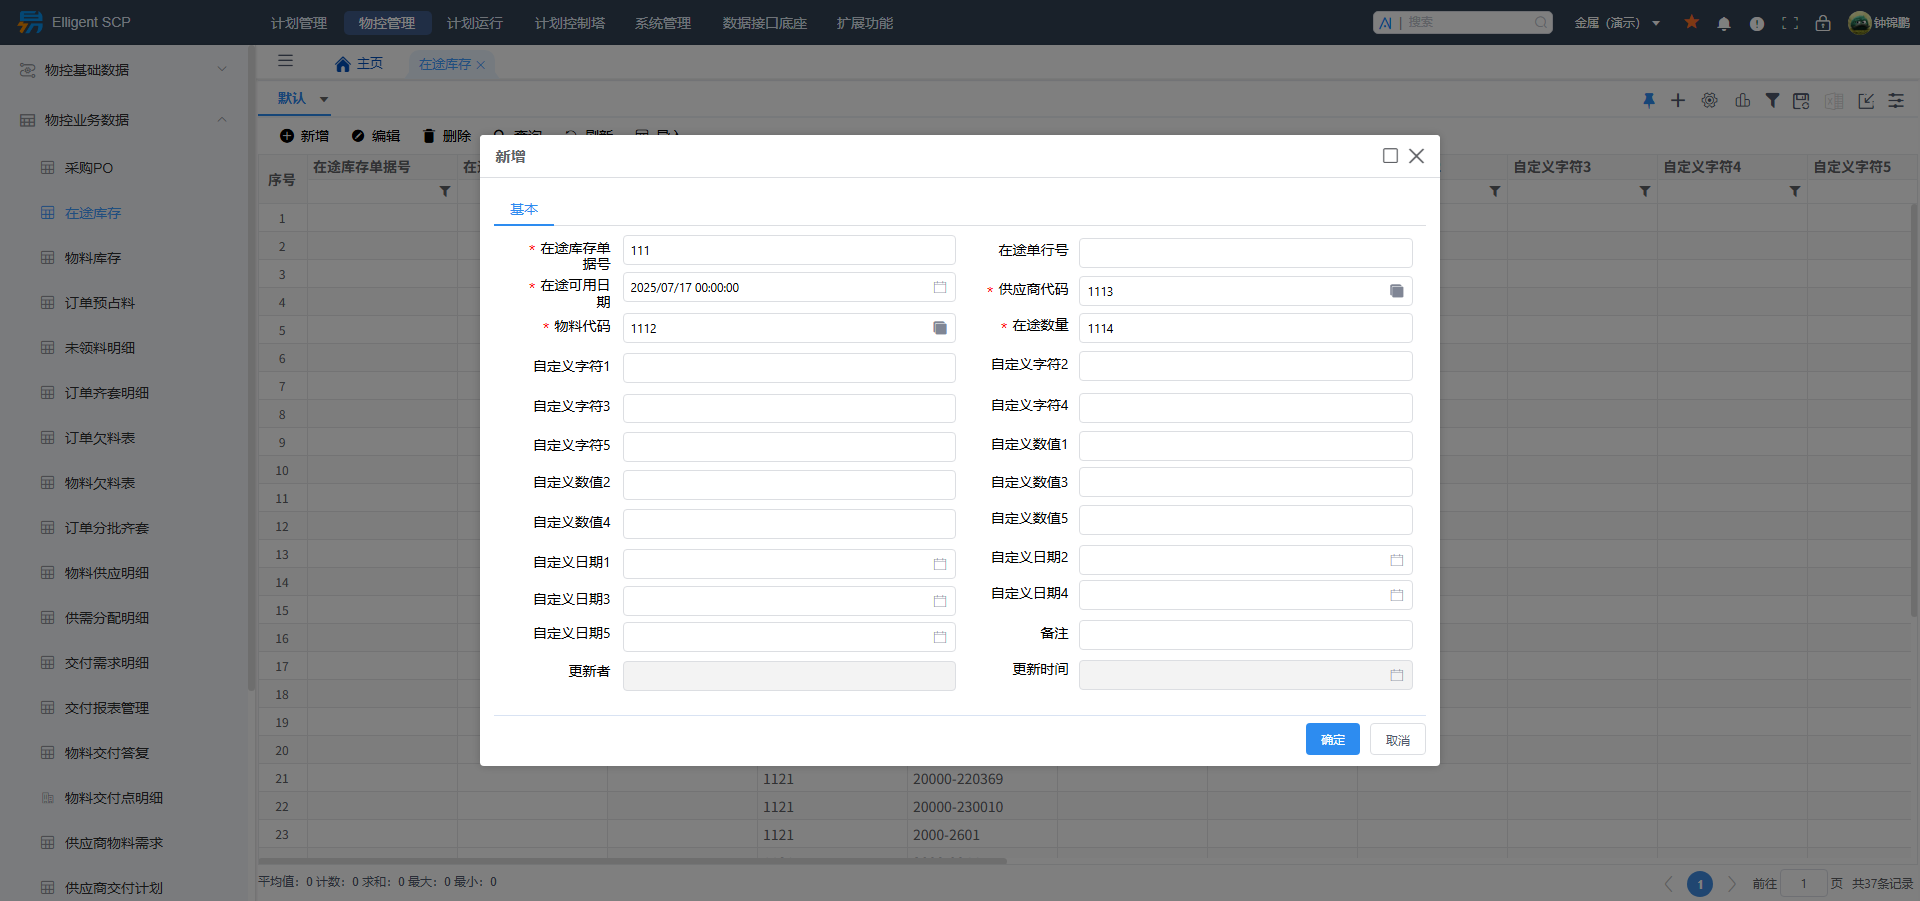 Elligent SCP
计划管理 物控管理 计划运行 计划控制塔 系统管理 数据接口底座 扩展功能
AI | 搜索
金属（演示）
钟锦鹏
物控基础数据
物控业务数据
采购PO
在途库存
物料库存
订单预占料
未领料明细
订单齐套明细
订单欠料表
物料欠料表
订单分批齐套
物料供应明细
供需分配明细
交付需求明细
交付报表管理
物料交付答复
物料交付点明细
供应商物料需求
供应商交付计划
主页 在途库存
默认
新增 编辑 删除 查询 刷新 导入
序号 在途库存单据号 自定义字符3 自定义字符4 自定义字符5
1
2
3
4
5
6
7
8
9
10
11
12
13
14
15
16
17
18
19
20
21 1121 20000-220369
22 1121 20000-230010
23 1121 2000-2601
新增
基本
* 在途库存单据号 111
在途单行号
* 在途可用日期 2025/07/17 00:00:00
* 供应商代码 1113
* 物料代码 1112
* 在途数量 1114
自定义字符1
自定义字符2
自定义字符3
自定义字符4
自定义字符5
自定义数值1
自定义数值2
自定义数值3
自定义数值4
自定义数值5
自定义日期1
自定义日期2
自定义日期3
自定义日期4
自定义日期5
备注
更新者
更新时间
确定 取消
平均值：0 计数：0 求和：0 最大：0 最小：0
1 前往 1 页 共37条记录